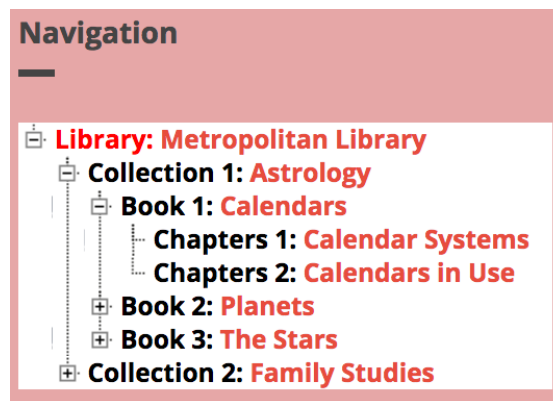 Navigation
Library: Metropolitan Library
Collection 1: Astrology
Book 1: Calendars
Chapters 1: Calendar Systems
Chapters 2: Calendars in Use
Book 2: Planets
Book 3: The Stars
Collection 2: Family Studies